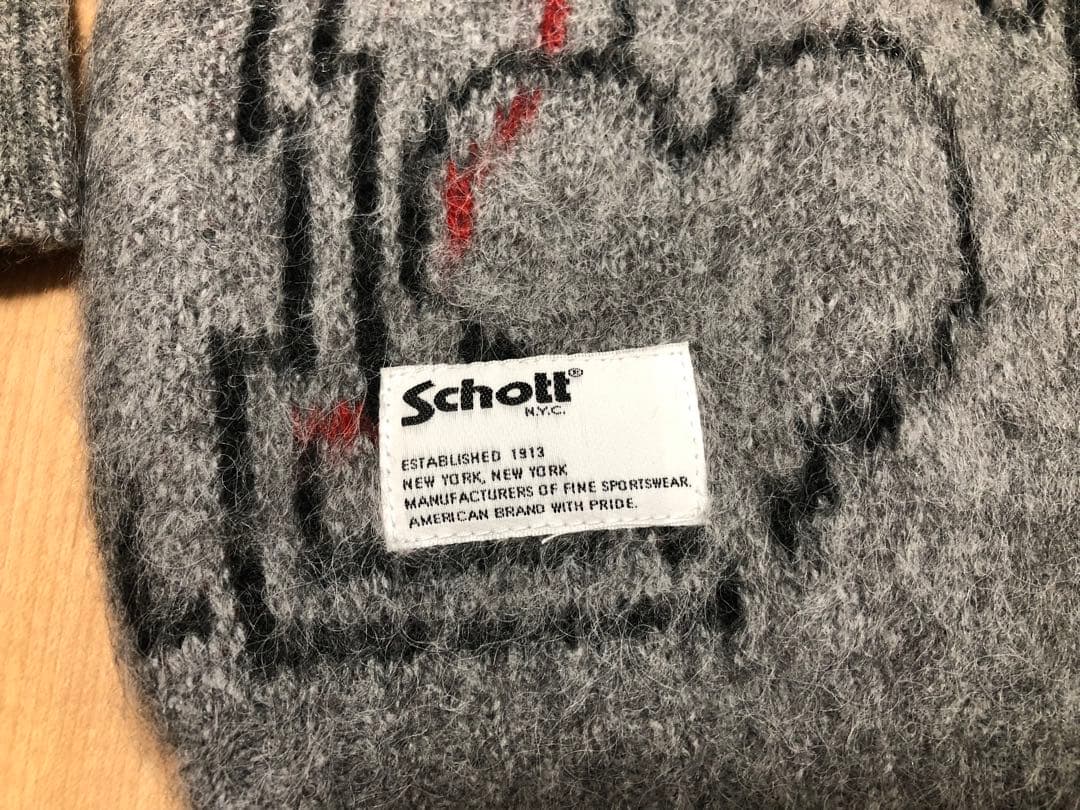 Schott®
N.Y.C.
ESTABLISHED 1913
NEW YORK, NEW YORK
MANUFACTURERS OF FINE SPORTSWEAR.
AMERICAN BRAND WITH PRIDE.